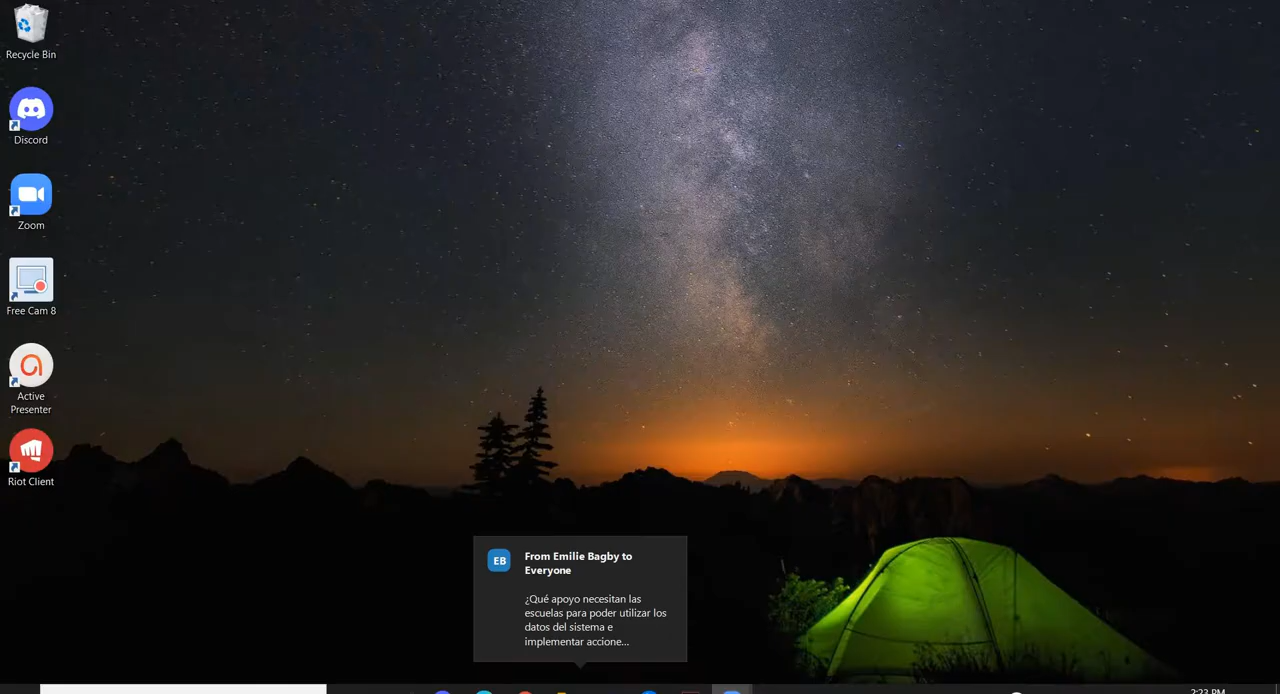 Recycle Bin
Discord
Zoom
Free Cam 8
Active
Presenter
Riot Client
EB
From Emilie Bagby to
Everyone
¿Qué apoyo necesitan las
escuelas para poder utilizar los
datos del sistema e
implementar accione...
2:23 PM